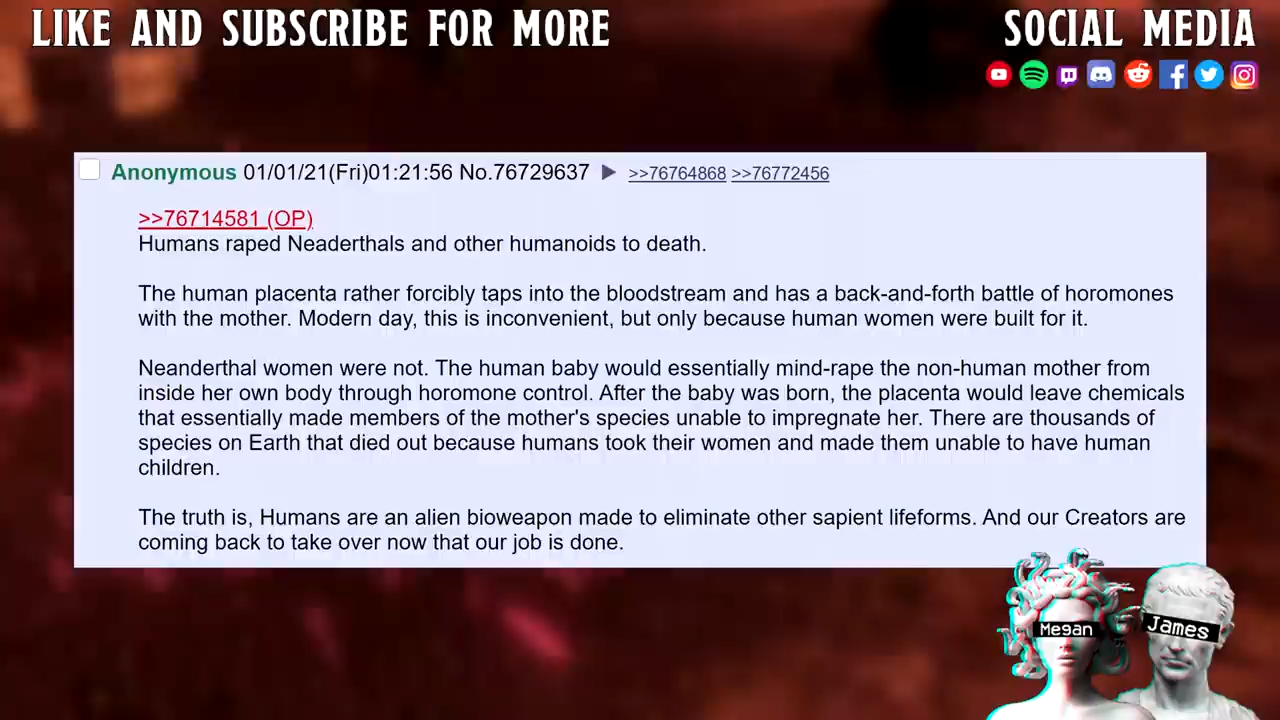 LIKE AND SUBSCRIBE FOR MORE
SOCIAL MEDIA
Anonymous 01/01/21(Fri)01:21:56 No.76729637 ▶ >>76764868 >>76772456
>>76714581 (OP)
Humans raped Neaderthals and other humanoids to death.
The human placenta rather forcibly taps into the bloodstream and has a back-and-forth battle of horomones
with the mother. Modern day, this is inconvenient, but only because human women were built for it.
Neanderthal women were not. The human baby would essentially mind-rape the non-human mother from
inside her own body through horomone control. After the baby was born, the placenta would leave chemicals
that essentially made members of the mother's species unable to impregnate her. There are thousands of
species on Earth that died out because humans took their women and made them unable to have human
children.
The truth is, Humans are an alien bioweapon made to eliminate other sapient lifeforms. And our Creators are
coming back to take over now that our job is done.
Megan
James